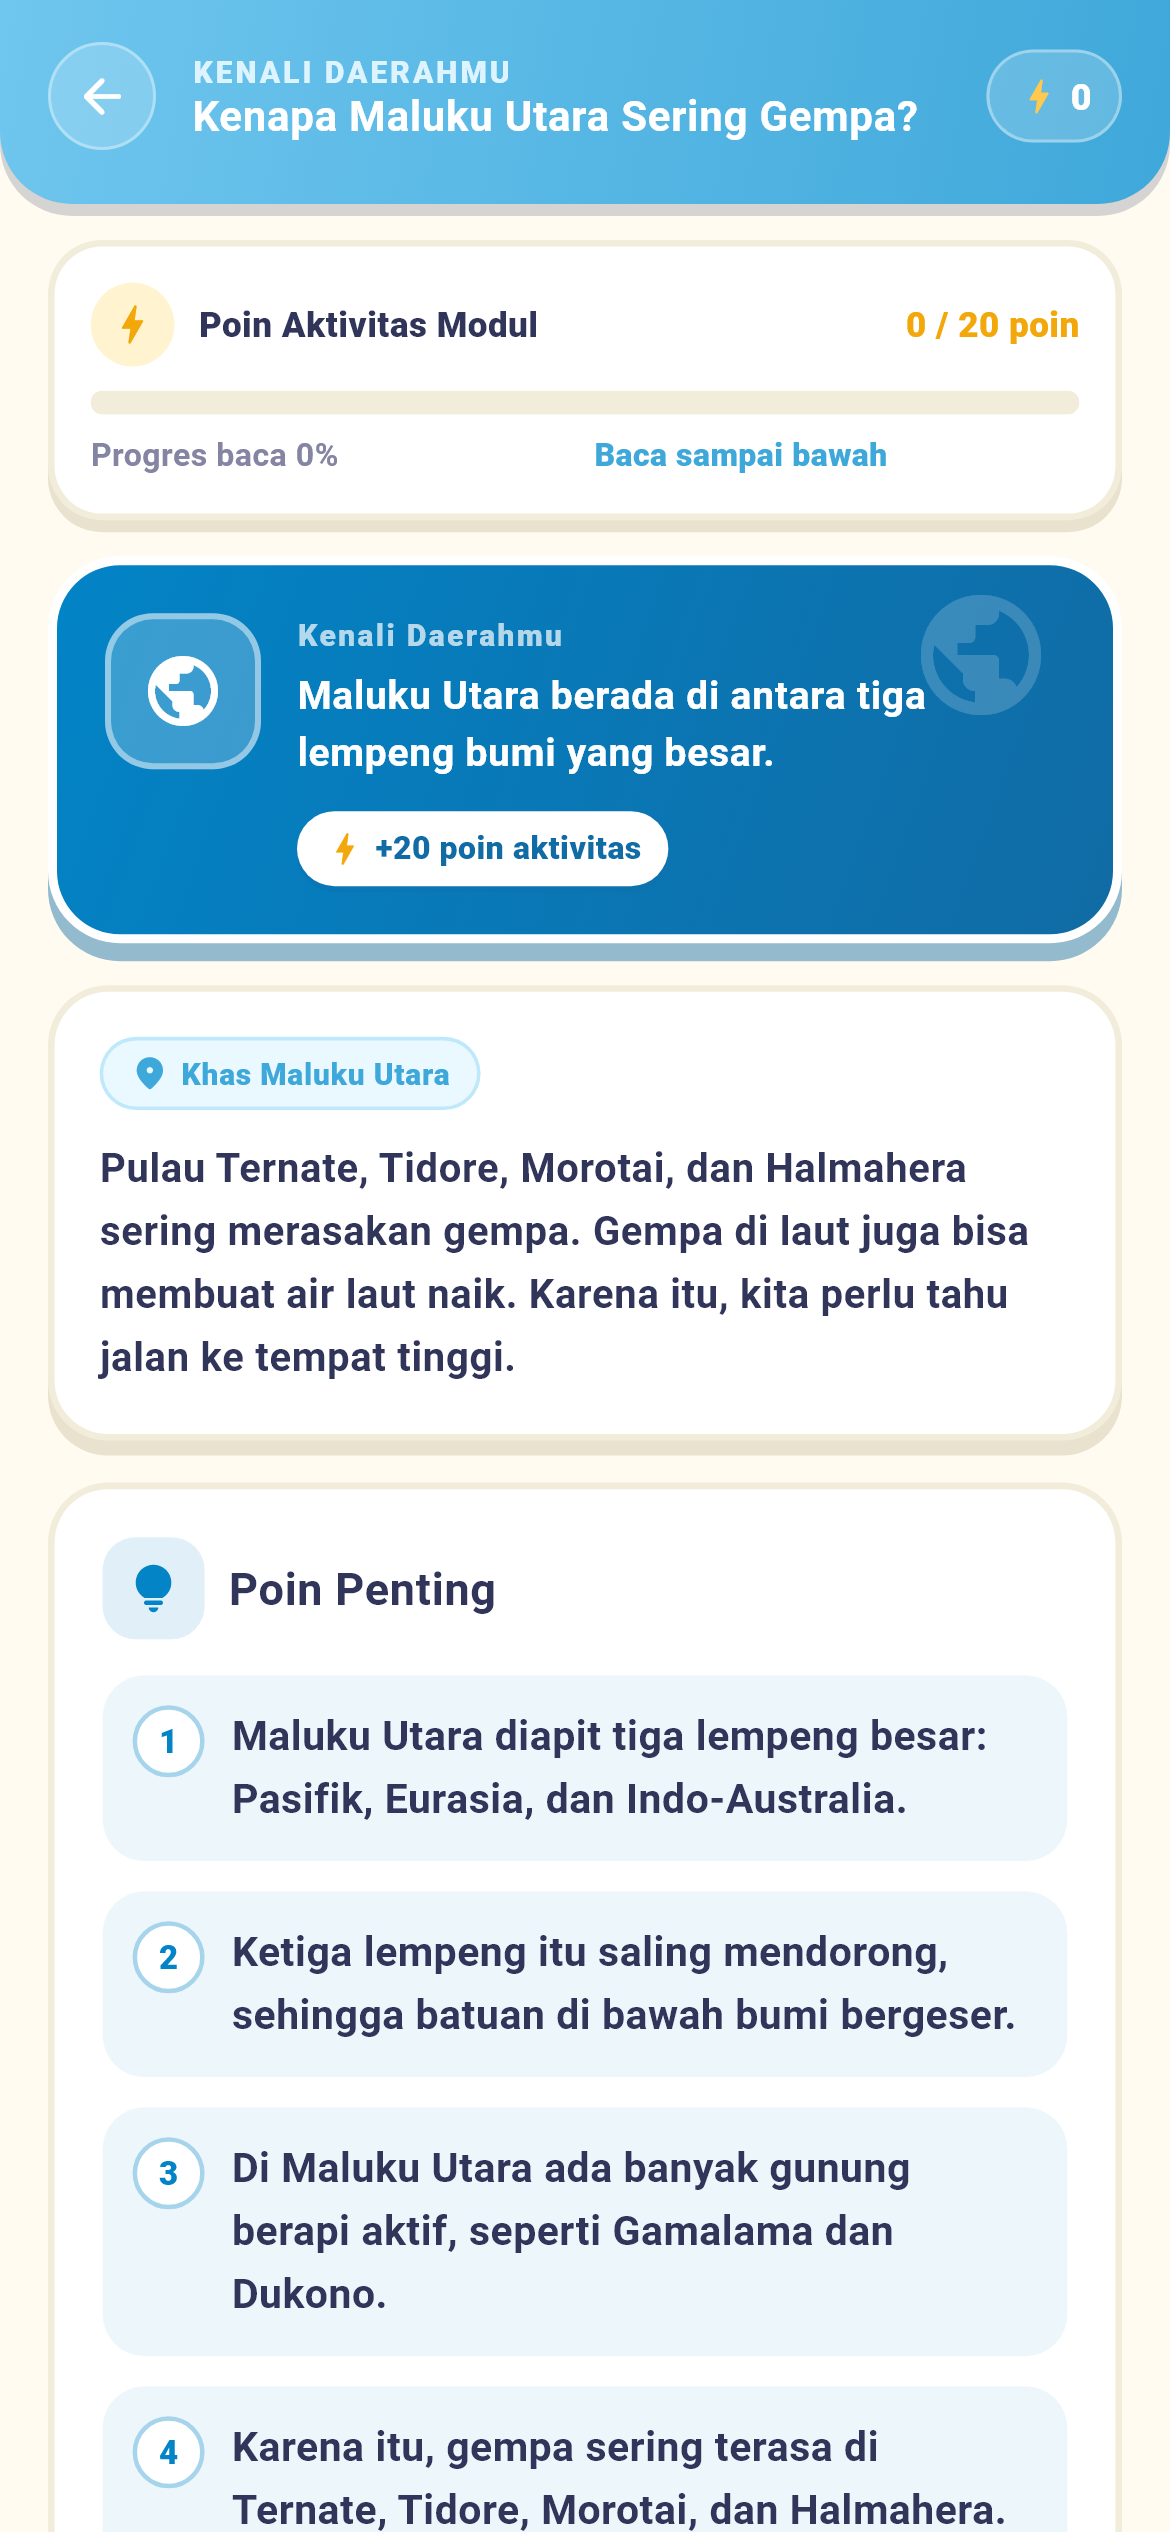 KENALI DAERAHMU
Kenapa Maluku Utara Sering Gempa?
0
Poin Aktivitas Modul
0 / 20 poin
Progres baca 0%
Baca sampai bawah
Kenali Daerahmu
Maluku Utara berada di antara tiga
lempeng bumi yang besar.
+20 poin aktivitas
Khas Maluku Utara
Pulau Ternate, Tidore, Morotai, dan Halmahera
sering merasakan gempa. Gempa di laut juga bisa
membuat air laut naik. Karena itu, kita perlu tahu
jalan ke tempat tinggi.
Poin Penting
1
Maluku Utara diapit tiga lempeng besar:
Pasifik, Eurasia, dan Indo-Australia.
2
Ketiga lempeng itu saling mendorong,
sehingga batuan di bawah bumi bergeser.
3
Di Maluku Utara ada banyak gunung
berapi aktif, seperti Gamalama dan
Dukono.
4
Karena itu, gempa sering terasa di
Ternate, Tidore, Morotai, dan Halmahera.